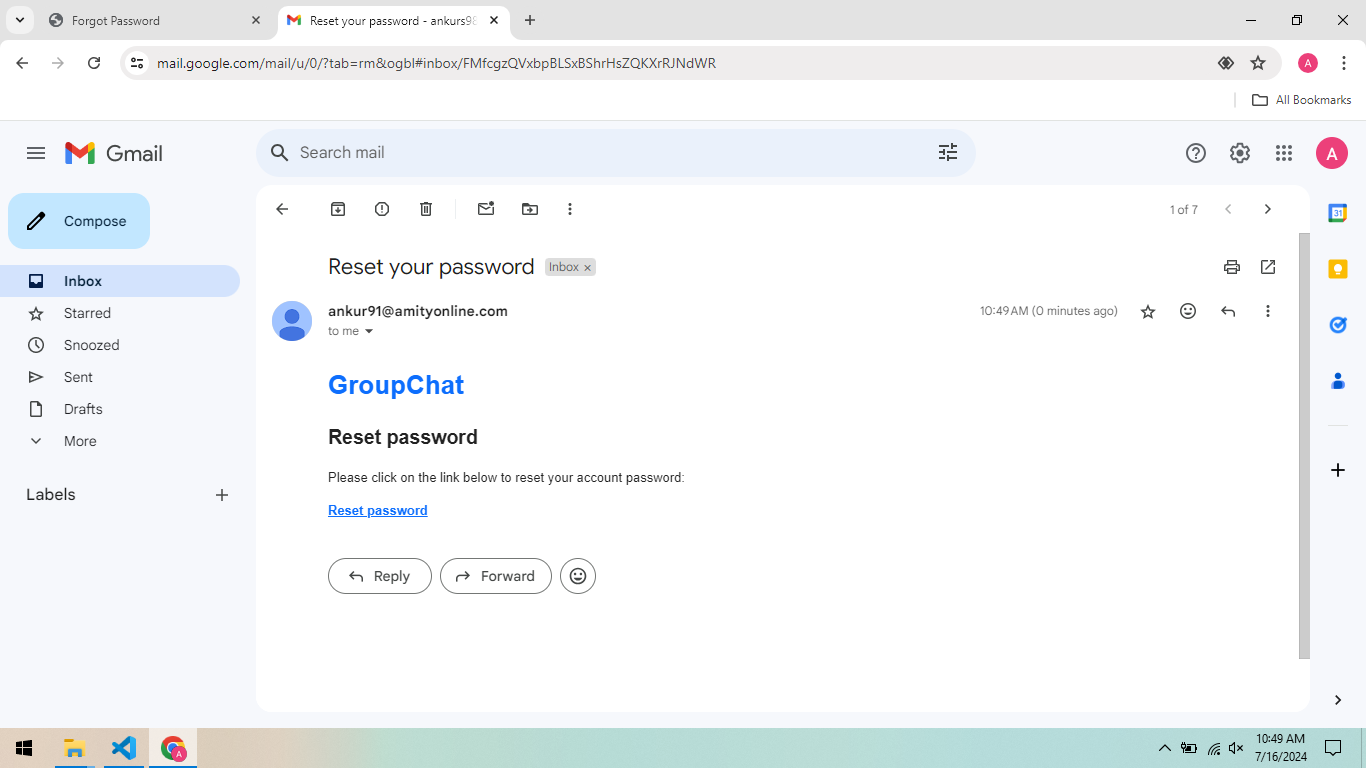 Forgot Password
Reset your password - ankurs98
mail.google.com/mail/u/0/?tab=rm&ogbl#inbox/FMfcgzQVxbpBLSxBShrHsZQKXrRJNdWR
A
All Bookmarks
Gmail
Search mail
A
Compose
1 of 7
Inbox
Starred
Snoozed
Sent
Drafts
More
Labels
Reset your password
Inbox ×
ankur91@amityonline.com
10:49 AM (0 minutes ago)
to me
31
GroupChat
Reset password
Please click on the link below to reset your account password:
Reset password
Reply
Forward
A
10:49 AM
7/16/2024